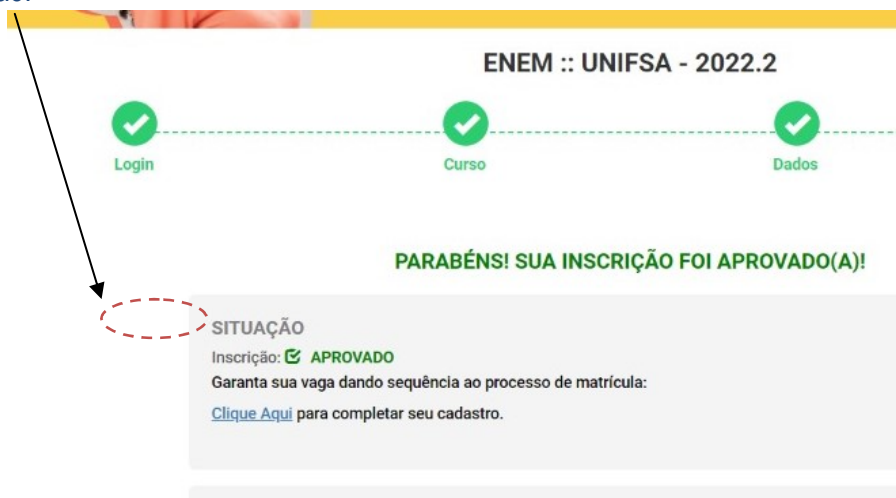 ENEM :: UNIFSA - 2022.2
Login
Curso
Dados
PARABÉNS! SUA INSCRIÇÃO FOI APROVADO(A)!
SITUAÇÃO
Inscrição: APROVADO
Garanta sua vaga dando sequência ao processo de matrícula:
Clique Aqui para completar seu cadastro.